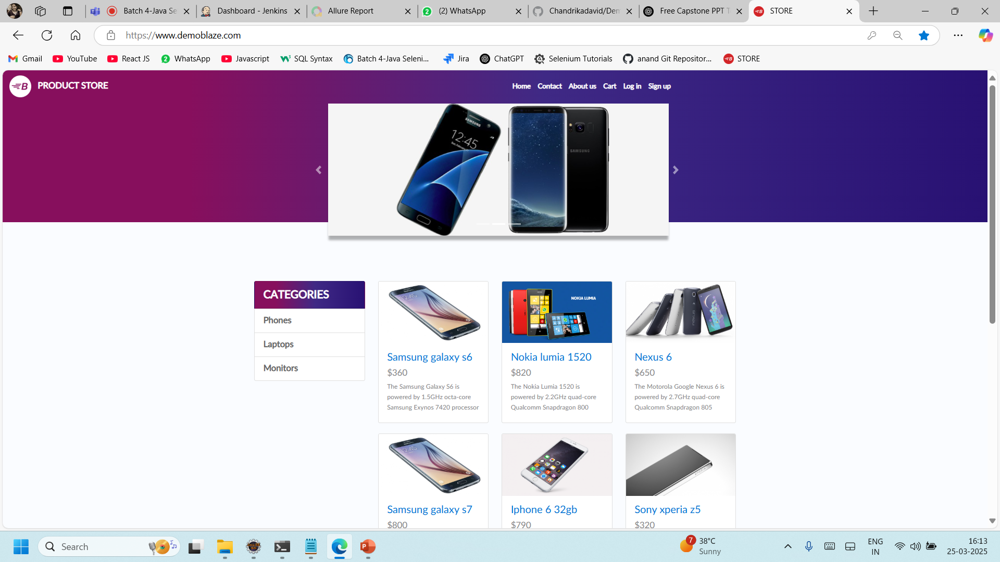 Batch 4-Java Se
Dashboard - Jenkins
Allure Report
(2) WhatsApp
Chandrikadavid/Den
Free Capstone PPT T
STORE
https://www.demoblaze.com
Gmail
YouTube
React JS
WhatsApp
Javascript
SQL Syntax
Batch 4-Java Seleni...
Jira
ChatGPT
Selenium Tutorials
anand Git Repositor...
STORE
PRODUCT STORE
Home Contact About us Cart Log in Sign up
SAMSUNG
12:45
SAMSUNG
CATEGORIES
Phones
Laptops
Monitors
Samsung galaxy s6
$360
The Samsung Galaxy S6 is
powered by 1.5GHz octa-core
Samsung Exynos 7420 processor
NOKIA LUMIA
Nokia lumia 1520
$820
The Nokia Lumia 1520 is
powered by 2.2GHz quad-core
Qualcomm Snapdragon 800
Nexus 6
$650
The Motorola Google Nexus 6 is
powered by 2.7GHz quad-core
Qualcomm Snapdragon 805
Samsung galaxy s7
$800
Iphone 6 32gb
$790
Sony xperia z5
$320
Search
7
38°C
Sunny
ENG
IN
16:13
25-03-2025